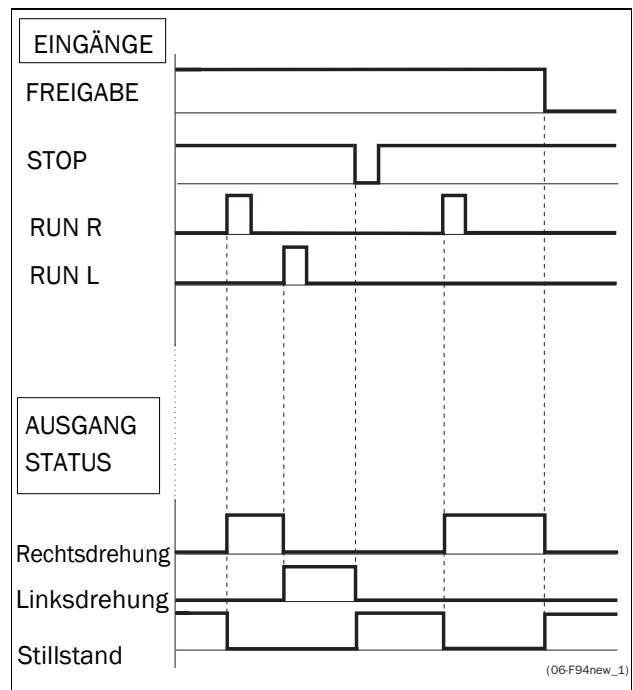 EINGÄNGE
FREIGABE
STOP
RUN R
RUN L
AUSGANG
STATUS
Rechtsdrehung
Linksdrehung
Stillstand
(06-F94new_1)